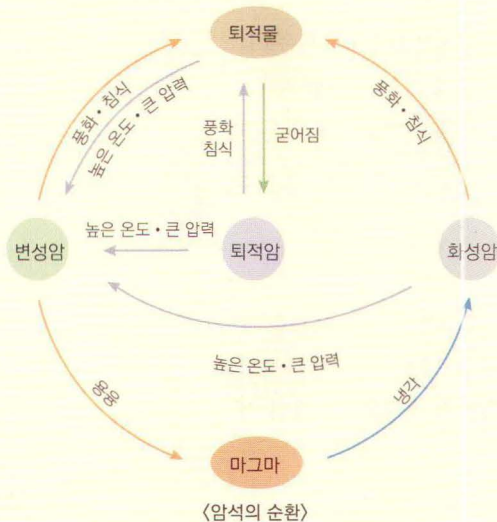 퇴적물
풍화•침식
높은 온도•큰 압력
풍화
침식
굳어짐
풍화•침식
변성암
높은 온도•큰 압력
퇴적암
화성암
높은 온도•큰 압력
용융
냉각
마그마
〈암석의 순환〉